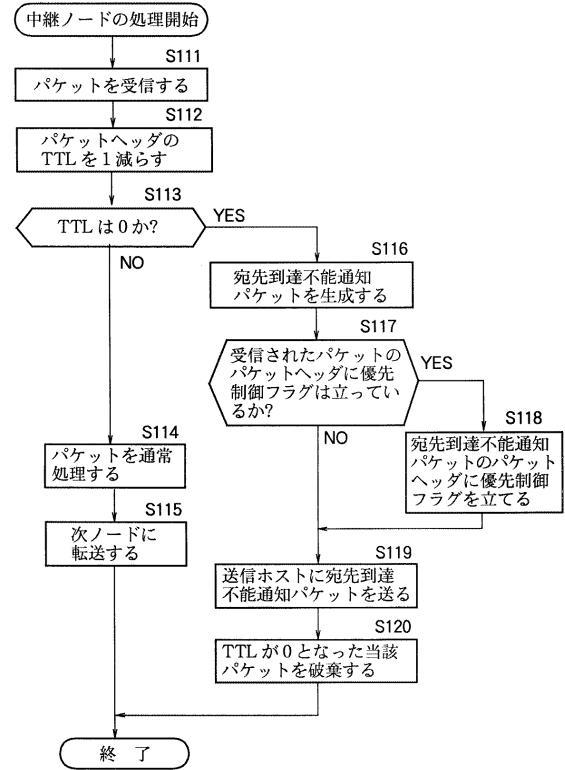 中継ノードの処理開始
S111
パケットを受信する
S112
パケットヘッダの
TTLを1減らす
S113
TTLは0か?
YES
NO
S116
宛先到達不能通知
パケットを生成する
S117
受信されたパケットの
パケットヘッダに優先
制御フラグは立ってい
るか?
YES
NO
S118
宛先到達不能通知
パケットのパケット
ヘッダに優先制御
フラグを立てる
S114
パケットを通常
処理する
S115
次ノードに
転送する
S119
送信ホストに宛先到達
不能通知パケットを送る
S120
TTLが0となった当該
パケットを破棄する
終 了